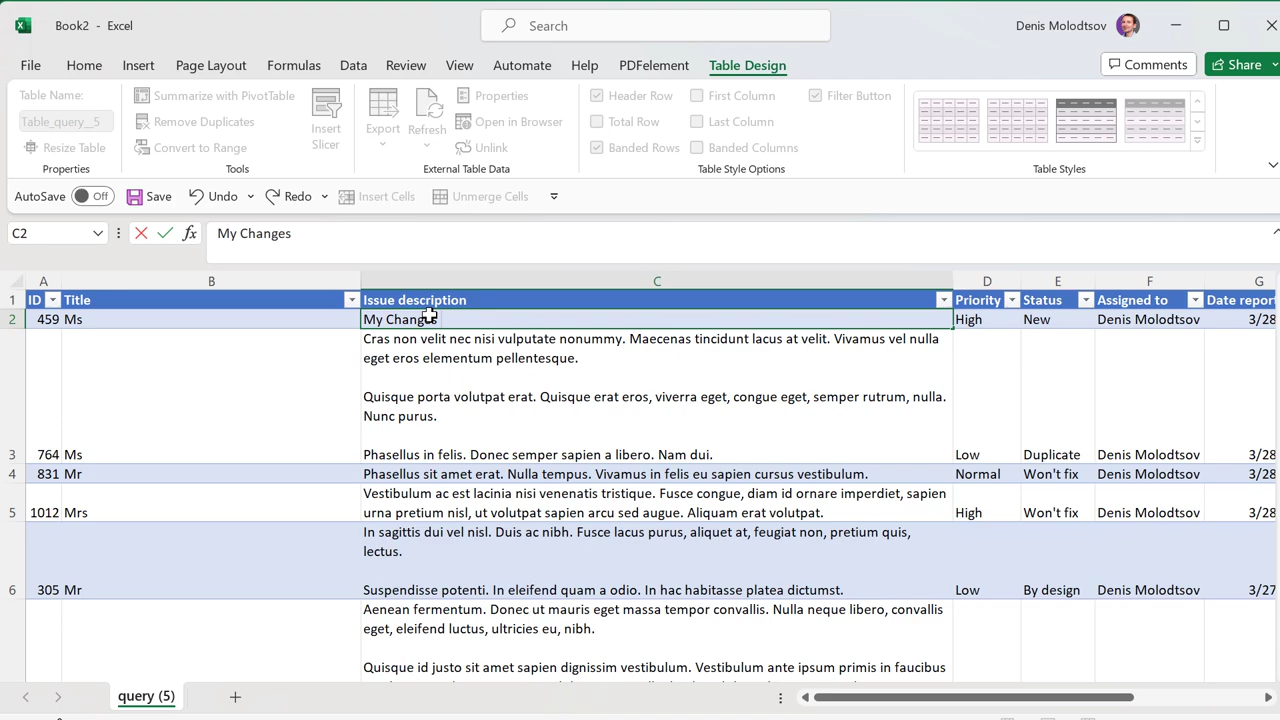 Book2 - Excel
Search
Denis Molodtsov
File Home Insert Page Layout Formulas Data Review View Automate Help PDFelement Table Design
Comments
Share
Table Name:
Table_query__5
Resize Table
Properties
Summarize with PivotTable
Remove Duplicates
Convert to Range
Insert
Slicer
Tools
Export
Refresh
Properties
Open in Browser
Unlink
External Table Data
Header Row
First Column
Filter Button
Total Row
Last Column
Banded Rows
Banded Columns
Table Style Options
Table Styles
AutoSave Off Save Undo Redo Insert Cells Unmerge Cells
C2 fx My Changes
A B C D E F G
1 ID Title Issue description Priority Status Assigned to Date report
2 459 Ms My Changes High New Denis Molodtsov 3/28
Cras non velit nec nisi vulputate nonummy. Maecenas tincidunt lacus at velit. Vivamus vel nulla
eget eros elementum pellentesque.
Quisque porta volutpat erat. Quisque erat eros, viverra eget, congue eget, semper rutrum, nulla.
Nunc purus.
3 764 Ms Phasellus in felis. Donec semper sapien a libero. Nam dui. Low Duplicate Denis Molodtsov 3/28
4 831 Mr Phasellus sit amet erat. Nulla tempus. Vivamus in felis eu sapien cursus vestibulum. Normal Won't fix Denis Molodtsov 3/28
Vestibulum ac est lacinia nisi venenatis tristique. Fusce congue, diam id ornare imperdiet, sapien
5 1012 Mrs urna pretium nisl, ut volutpat sapien arcu sed augue. Aliquam erat volutpat. High Won't fix Denis Molodtsov 3/28
In sagittis dui vel nisl. Duis ac nibh. Fusce lacus purus, aliquet at, feugiat non, pretium quis,
lectus.
6 305 Mr Suspendisse potenti. In eleifend quam a odio. In hac habitasse platea dictumst. Low By design Denis Molodtsov 3/27
Aenean fermentum. Donec ut mauris eget massa tempor convallis. Nulla neque libero, convallis
eget, eleifend luctus, ultricies eu, nibh.
Quisque id justo sit amet sapien dignissim vestibulum. Vestibulum ante ipsum primis in faucibus
query (5)